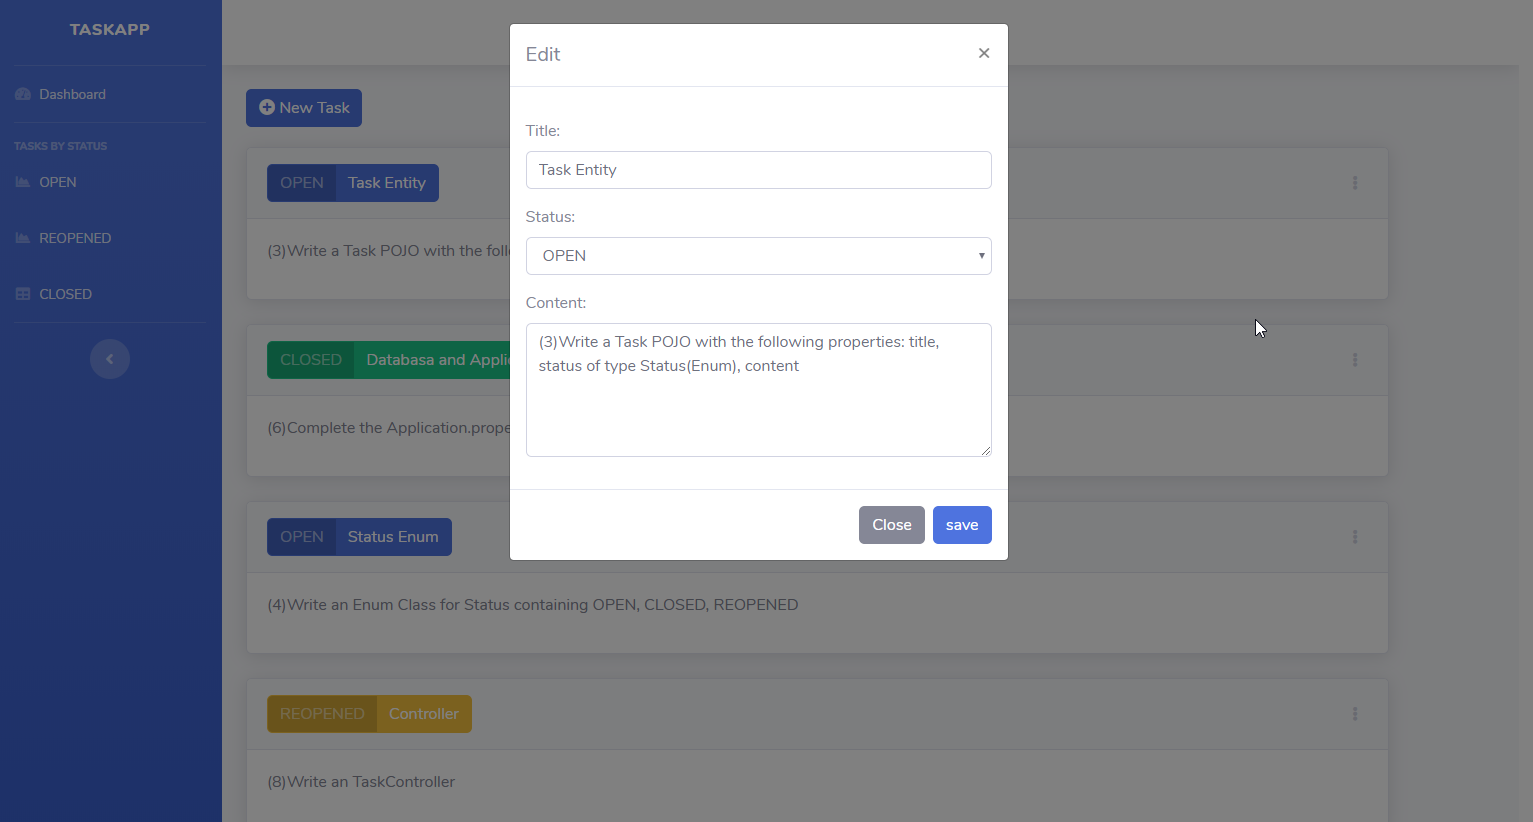 TASKAPP
Dashboard
TASKS BY STATUS
OPEN
REOPENED
CLOSED
New Task
OPEN Task Entity
(3)Write a Task POJO with the foll
CLOSED Databasa and Applic
(6)Complete the Application.prope
OPEN Status Enum
(4)Write an Enum Class for Status containing OPEN, CLOSED, REOPENED
REOPENED Controller
(8)Write an TaskController
Edit ×
Title:
Task Entity
Status:
OPEN
Content:
(3)Write a Task POJO with the following properties: title,
status of type Status(Enum), content
Close save